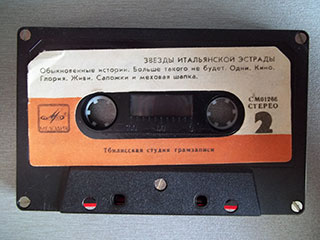 ЗВЕЗДЫ ИТАЛЬЯНСКОЙ ЭСТРАДЫ
Обыкновенные истории. Больше такого не будет. Одни. Кино.
Глория. Живи. Сапожки и меховая шапка.
СМ01266
СТЕРЕО
2
Тбилисская студия грамзаписи